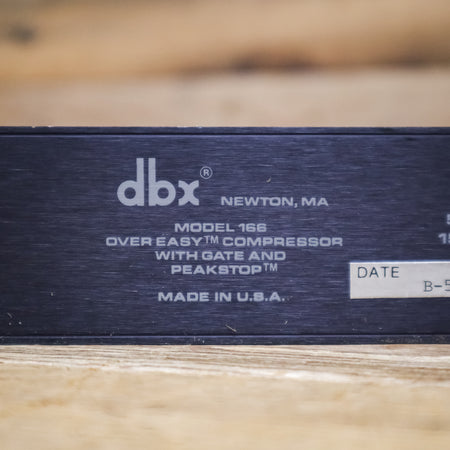 dbx® NEWTON, MA
MODEL 166
OVER EASY™ COMPRESSOR
WITH GATE AND
PEAKSTOP™
MADE IN U.S.A.
DATE